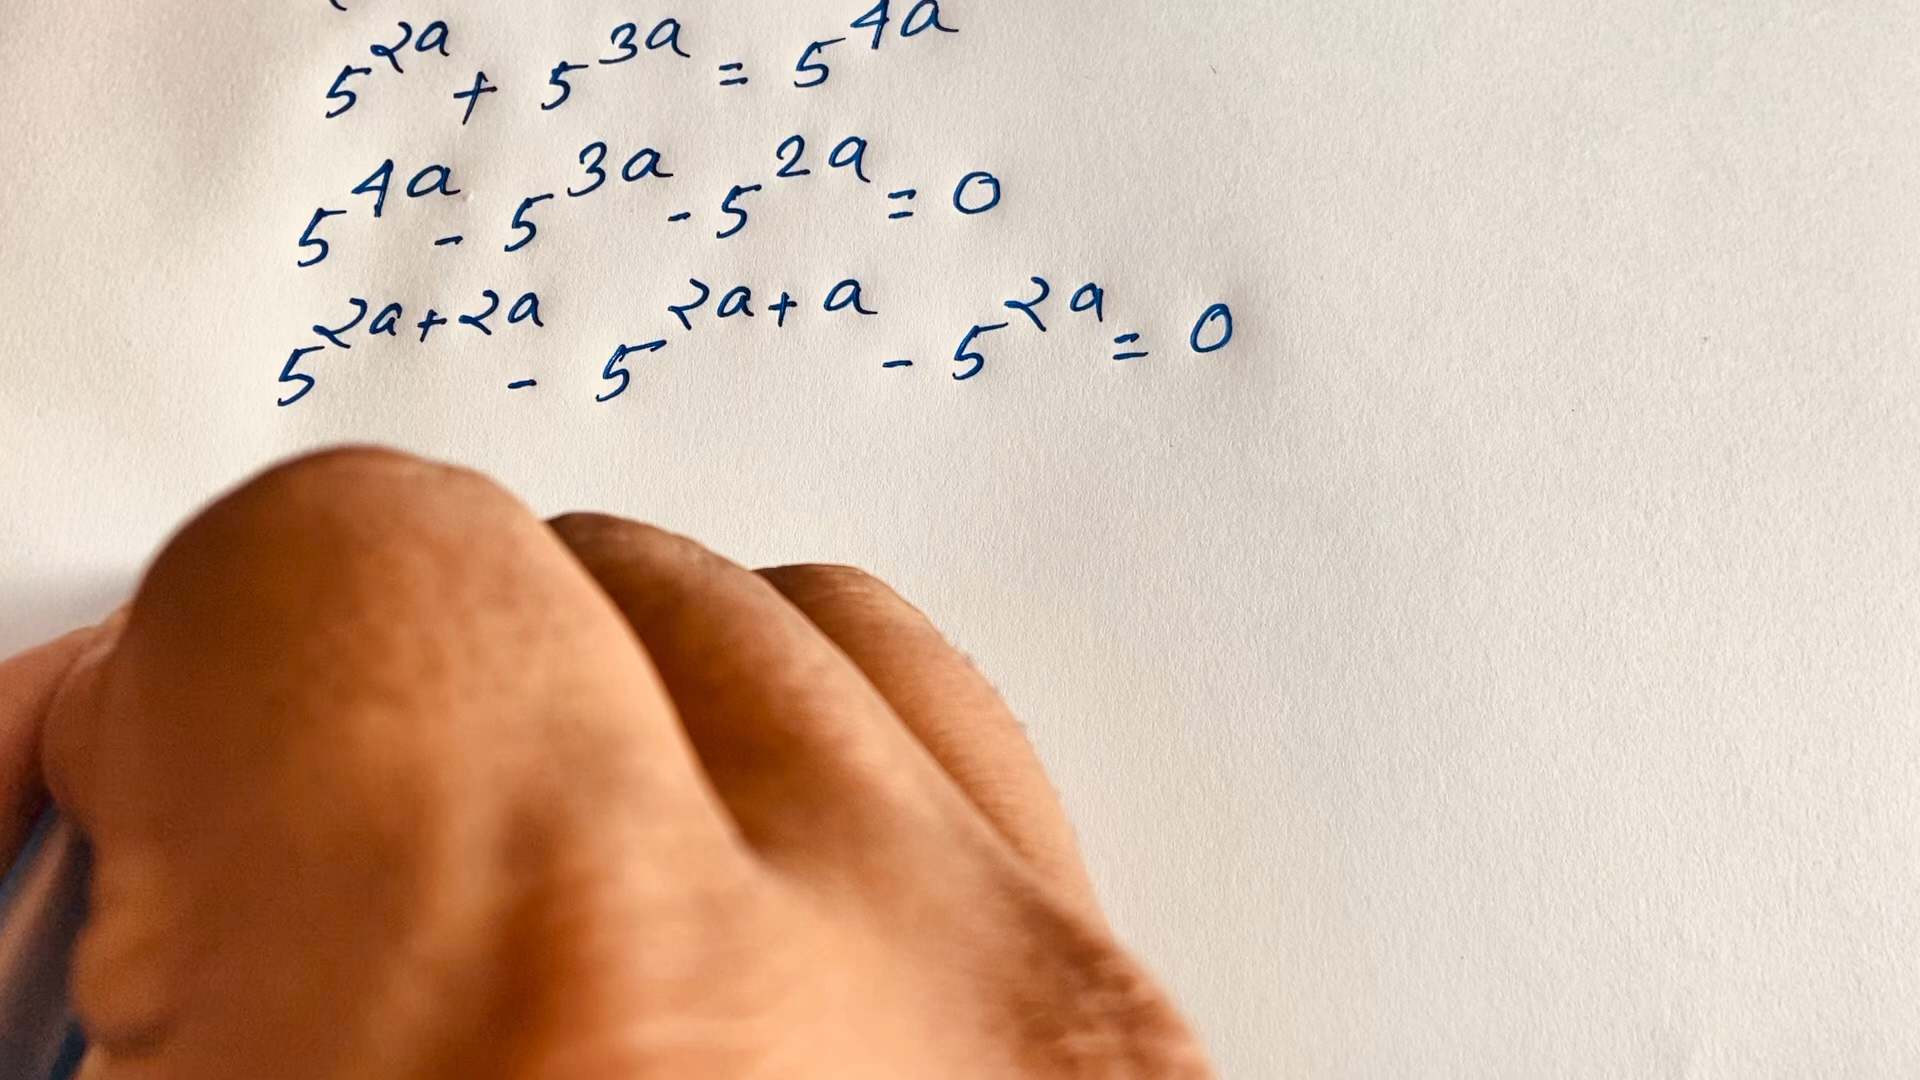 5^{2a} + 5^{3a} = 5^{4a}
5^{4a} - 5^{3a} - 5^{2a} = 0
5^{2a+2a} - 5^{2a+a} - 5^{2a} = 0